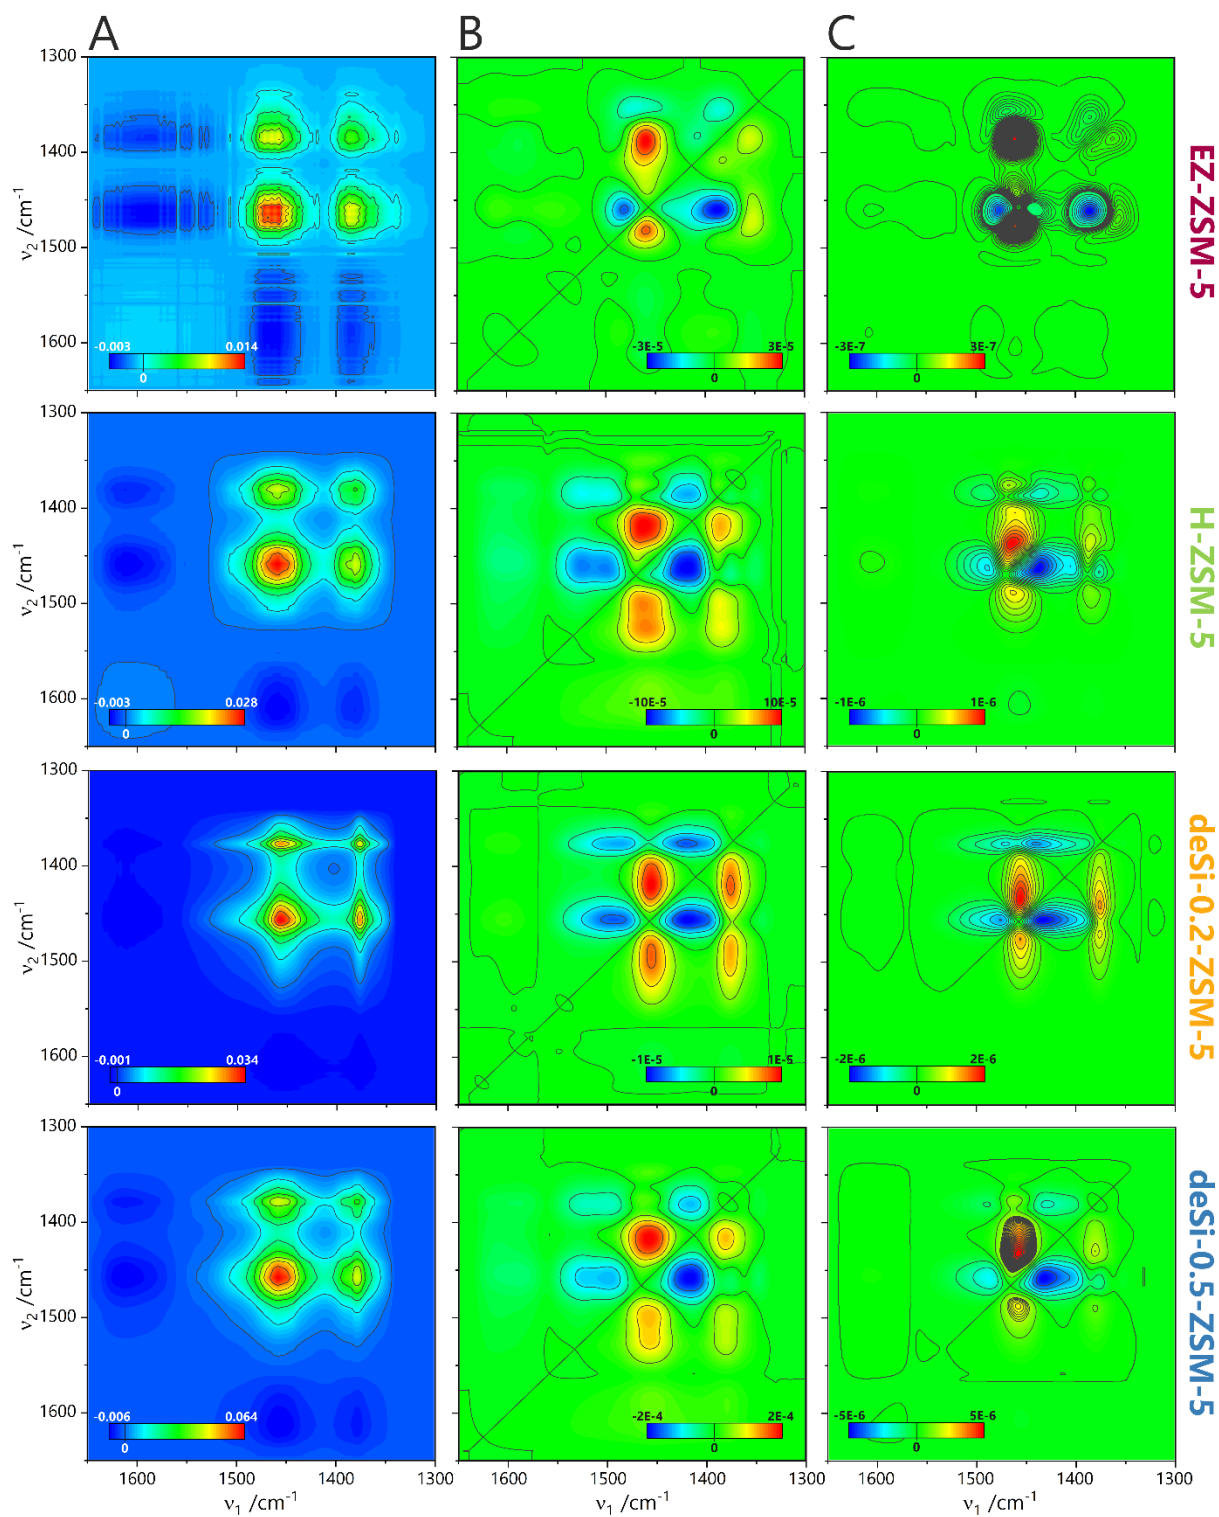 A B C
1300
1400
1500
1600
ν2 /cm-1
-0.003 0.014
0
-3E-5 3E-5
0
-3E-7 3E-7
0
EZ-ZSM-5
1300
1400
1500
1600
ν2 /cm-1
-0.003 0.028
0
-10E-5 10E-5
0
-1E-6 1E-6
0
H-ZSM-5
1300
1400
1500
1600
ν2 /cm-1
-0.001 0.034
0
-1E-5 1E-5
0
-2E-6 2E-6
0
deSi-0.2-ZSM-5
1300
1400
1500
1600
ν2 /cm-1
-0.006 0.064
0
-2E-4 2E-4
0
-5E-6 5E-6
0
deSi-0.5-ZSM-5
1600 1500 1400 1300 1600 1500 1400 1300 1600 1500 1400 1300
ν1 /cm-1 ν1 /cm-1 ν1 /cm-1